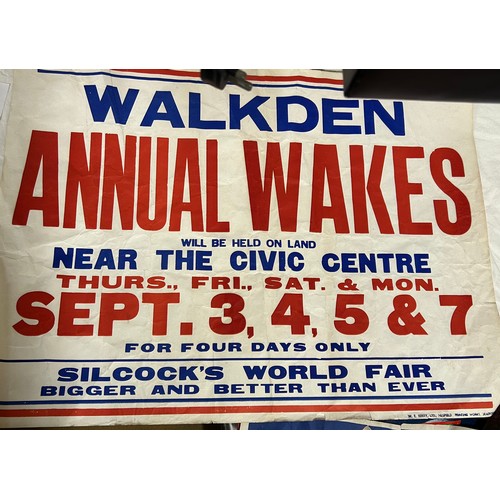 WALKDEN
ANNUAL WAKES
WILL BE HELD ON LAND
NEAR THE CIVIC CENTRE
THURS., FRI., SAT. & MON.
SEPT. 3, 4, 5 & 7
FOR FOUR DAYS ONLY
SILCOCK'S WORLD FAIR
BIGGER AND BETTER THAN EVER